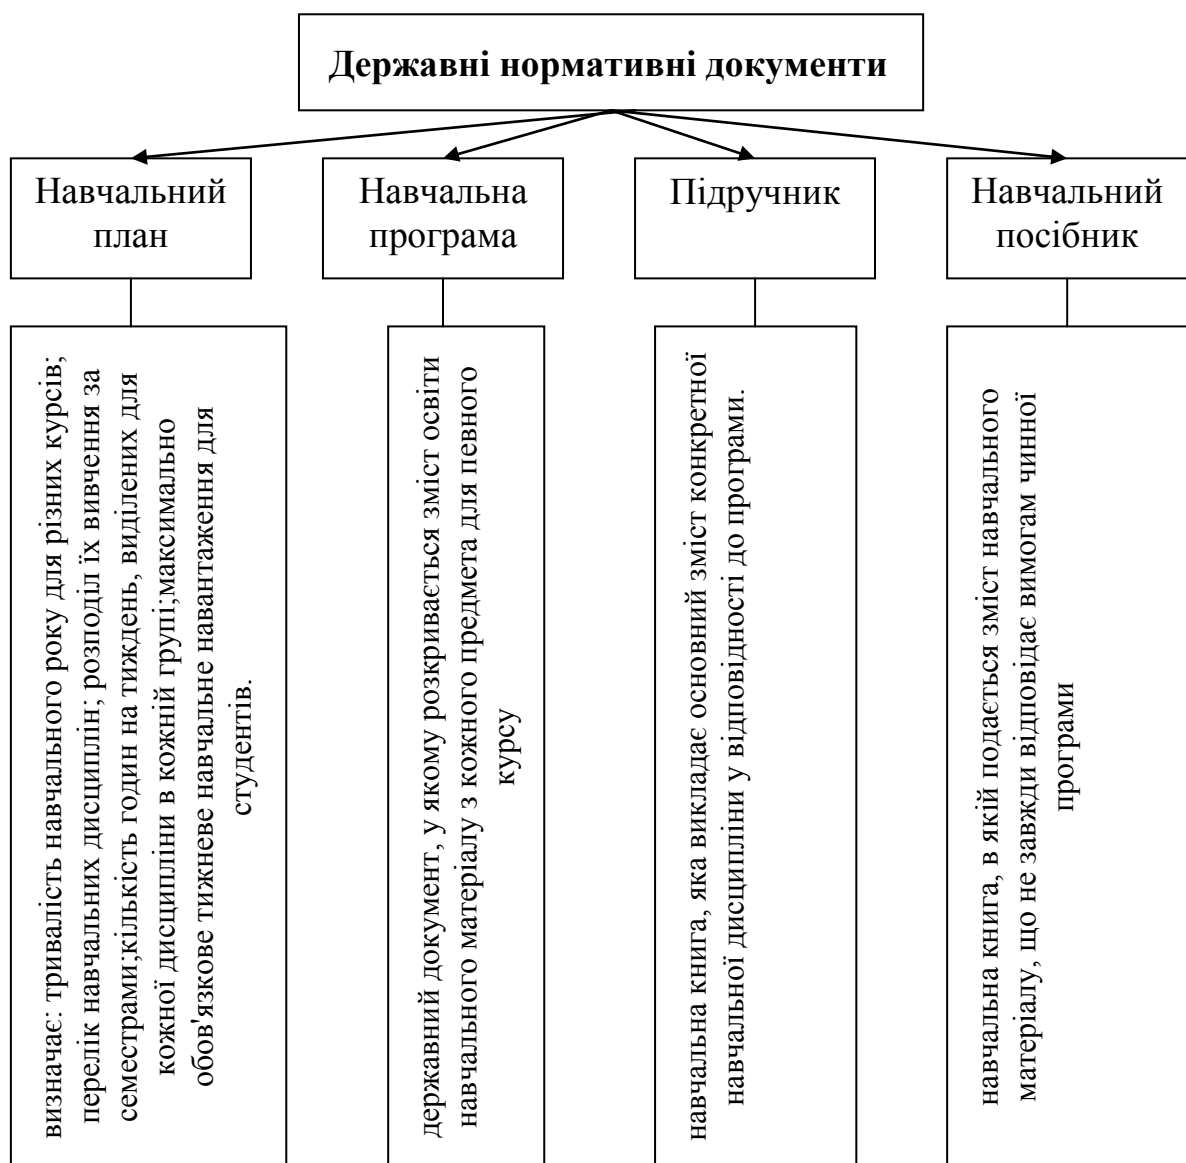 Державні нормативні документи
Навчальний
план
Навчальна
програма
Підручник
Навчальний
посібник
визначає: тривалість навчального року для різних курсів;
перелік навчальних дисциплін; розподіл їх вивчення за
семестрами;кількість годин на тиждень, виділених для
кожної дисципліни в кожній групі;максимально
обов'язкове тижневе навчальне навантаження для
студентів.
державний документ, у якому розкривається зміст освіти
навчального матеріалу з кожного предмета для певного
курсу
навчальна книга, яка викладає основний зміст конкретної
навчальної дисципліни у відповідності до програми.
навчальна книга, в якій подається зміст навчального
матеріалу, що не завжди відповідає вимогам чинної
програми